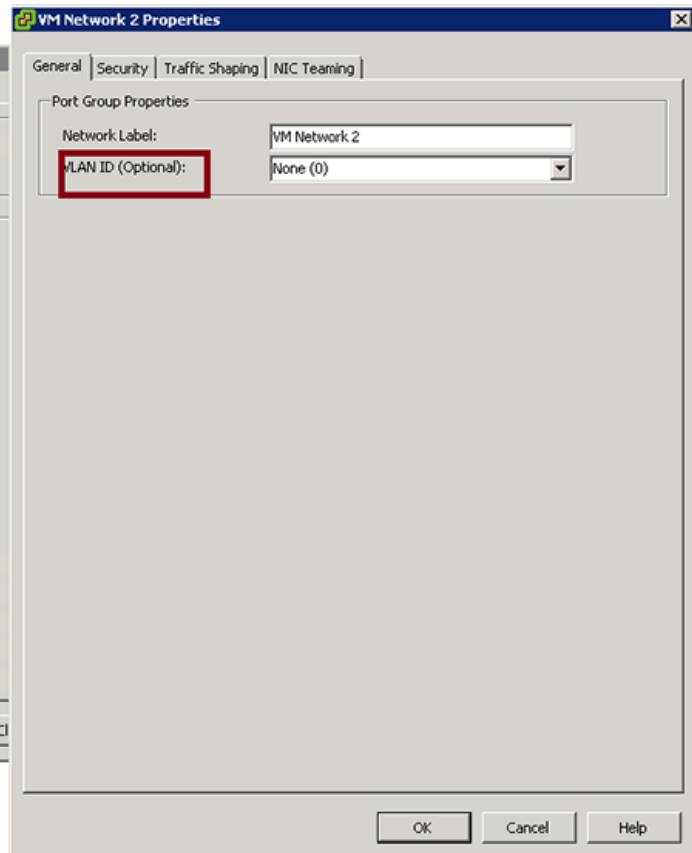 VM Network 2 Properties
General Security Traffic Shaping NIC Teaming
Port Group Properties
Network Label: VM Network 2
VLAN ID (Optional): None (0)
OK Cancel Help